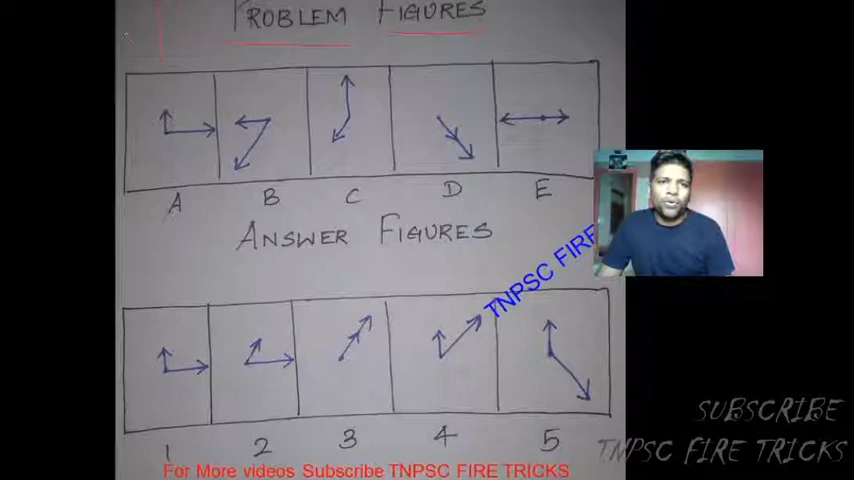 PROBLEM FIGURES
A B C D E
ANSWER FIGURES
TNPSC FIRE
1 2 3 4 5
SUBSCRIBE
TNPSC FIRE TRICKS
For More videos Subscribe TNPSC FIRE TRICKS